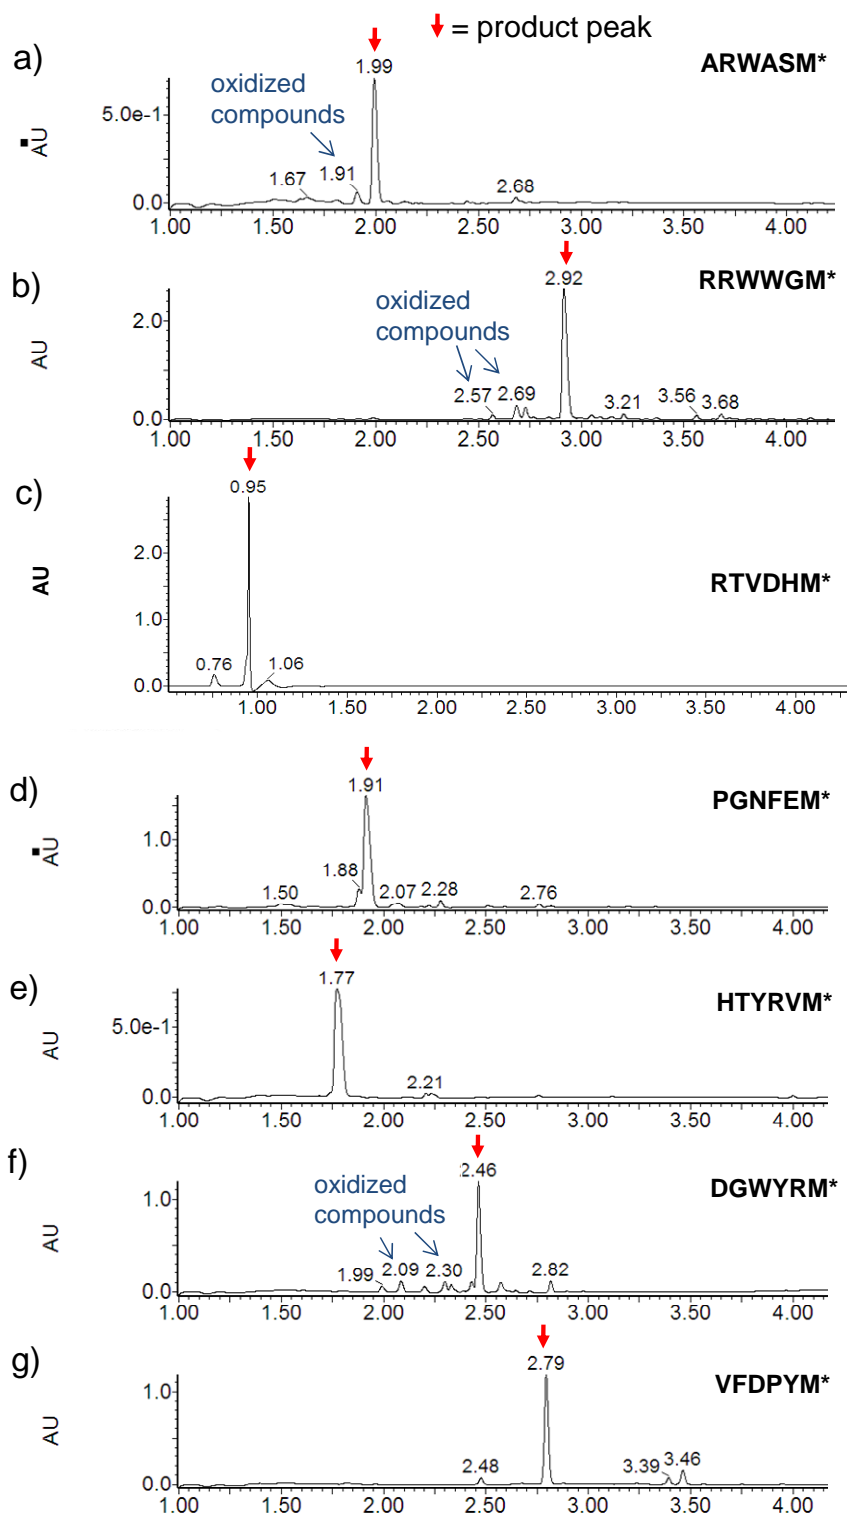 = product peak
a)
ARWASM*
1.99
oxidized
compounds
5.0e-1
1.67
1.91
2.68
AU
0.0
1.00 1.50 2.00 2.50 3.00 3.50 4.00
b)
RRWWGM*
2.92
oxidized
compounds
2.0
AU
2.57 2.69 3.21 3.56 3.68
0.0
1.00 1.50 2.00 2.50 3.00 3.50 4.00
c)
0.95
2.0
AU
RTVDHM*
1.0
0.76 1.06
0.0
1.00 1.50 2.00 2.50 3.00 3.50 4.00
d)
PGNFEM*
1.91
1.0
AU
1.88
1.50 2.07 2.28 2.76
0.0
1.00 1.50 2.00 2.50 3.00 3.50 4.00
e)
HTYRVM*
1.77
5.0e-1
AU
2.21
0.0
1.00 1.50 2.00 2.50 3.00 3.50 4.00
f)
DGWYRM*
2.46
oxidized
compounds
1.0
AU
1.99 2.09 2.30 2.82
0.0
1.00 1.50 2.00 2.50 3.00 3.50 4.00
g)
VFDPYM*
2.79
1.0
AU
2.48 3.39 3.46
0.0
1.00 1.50 2.00 2.50 3.00 3.50 4.00